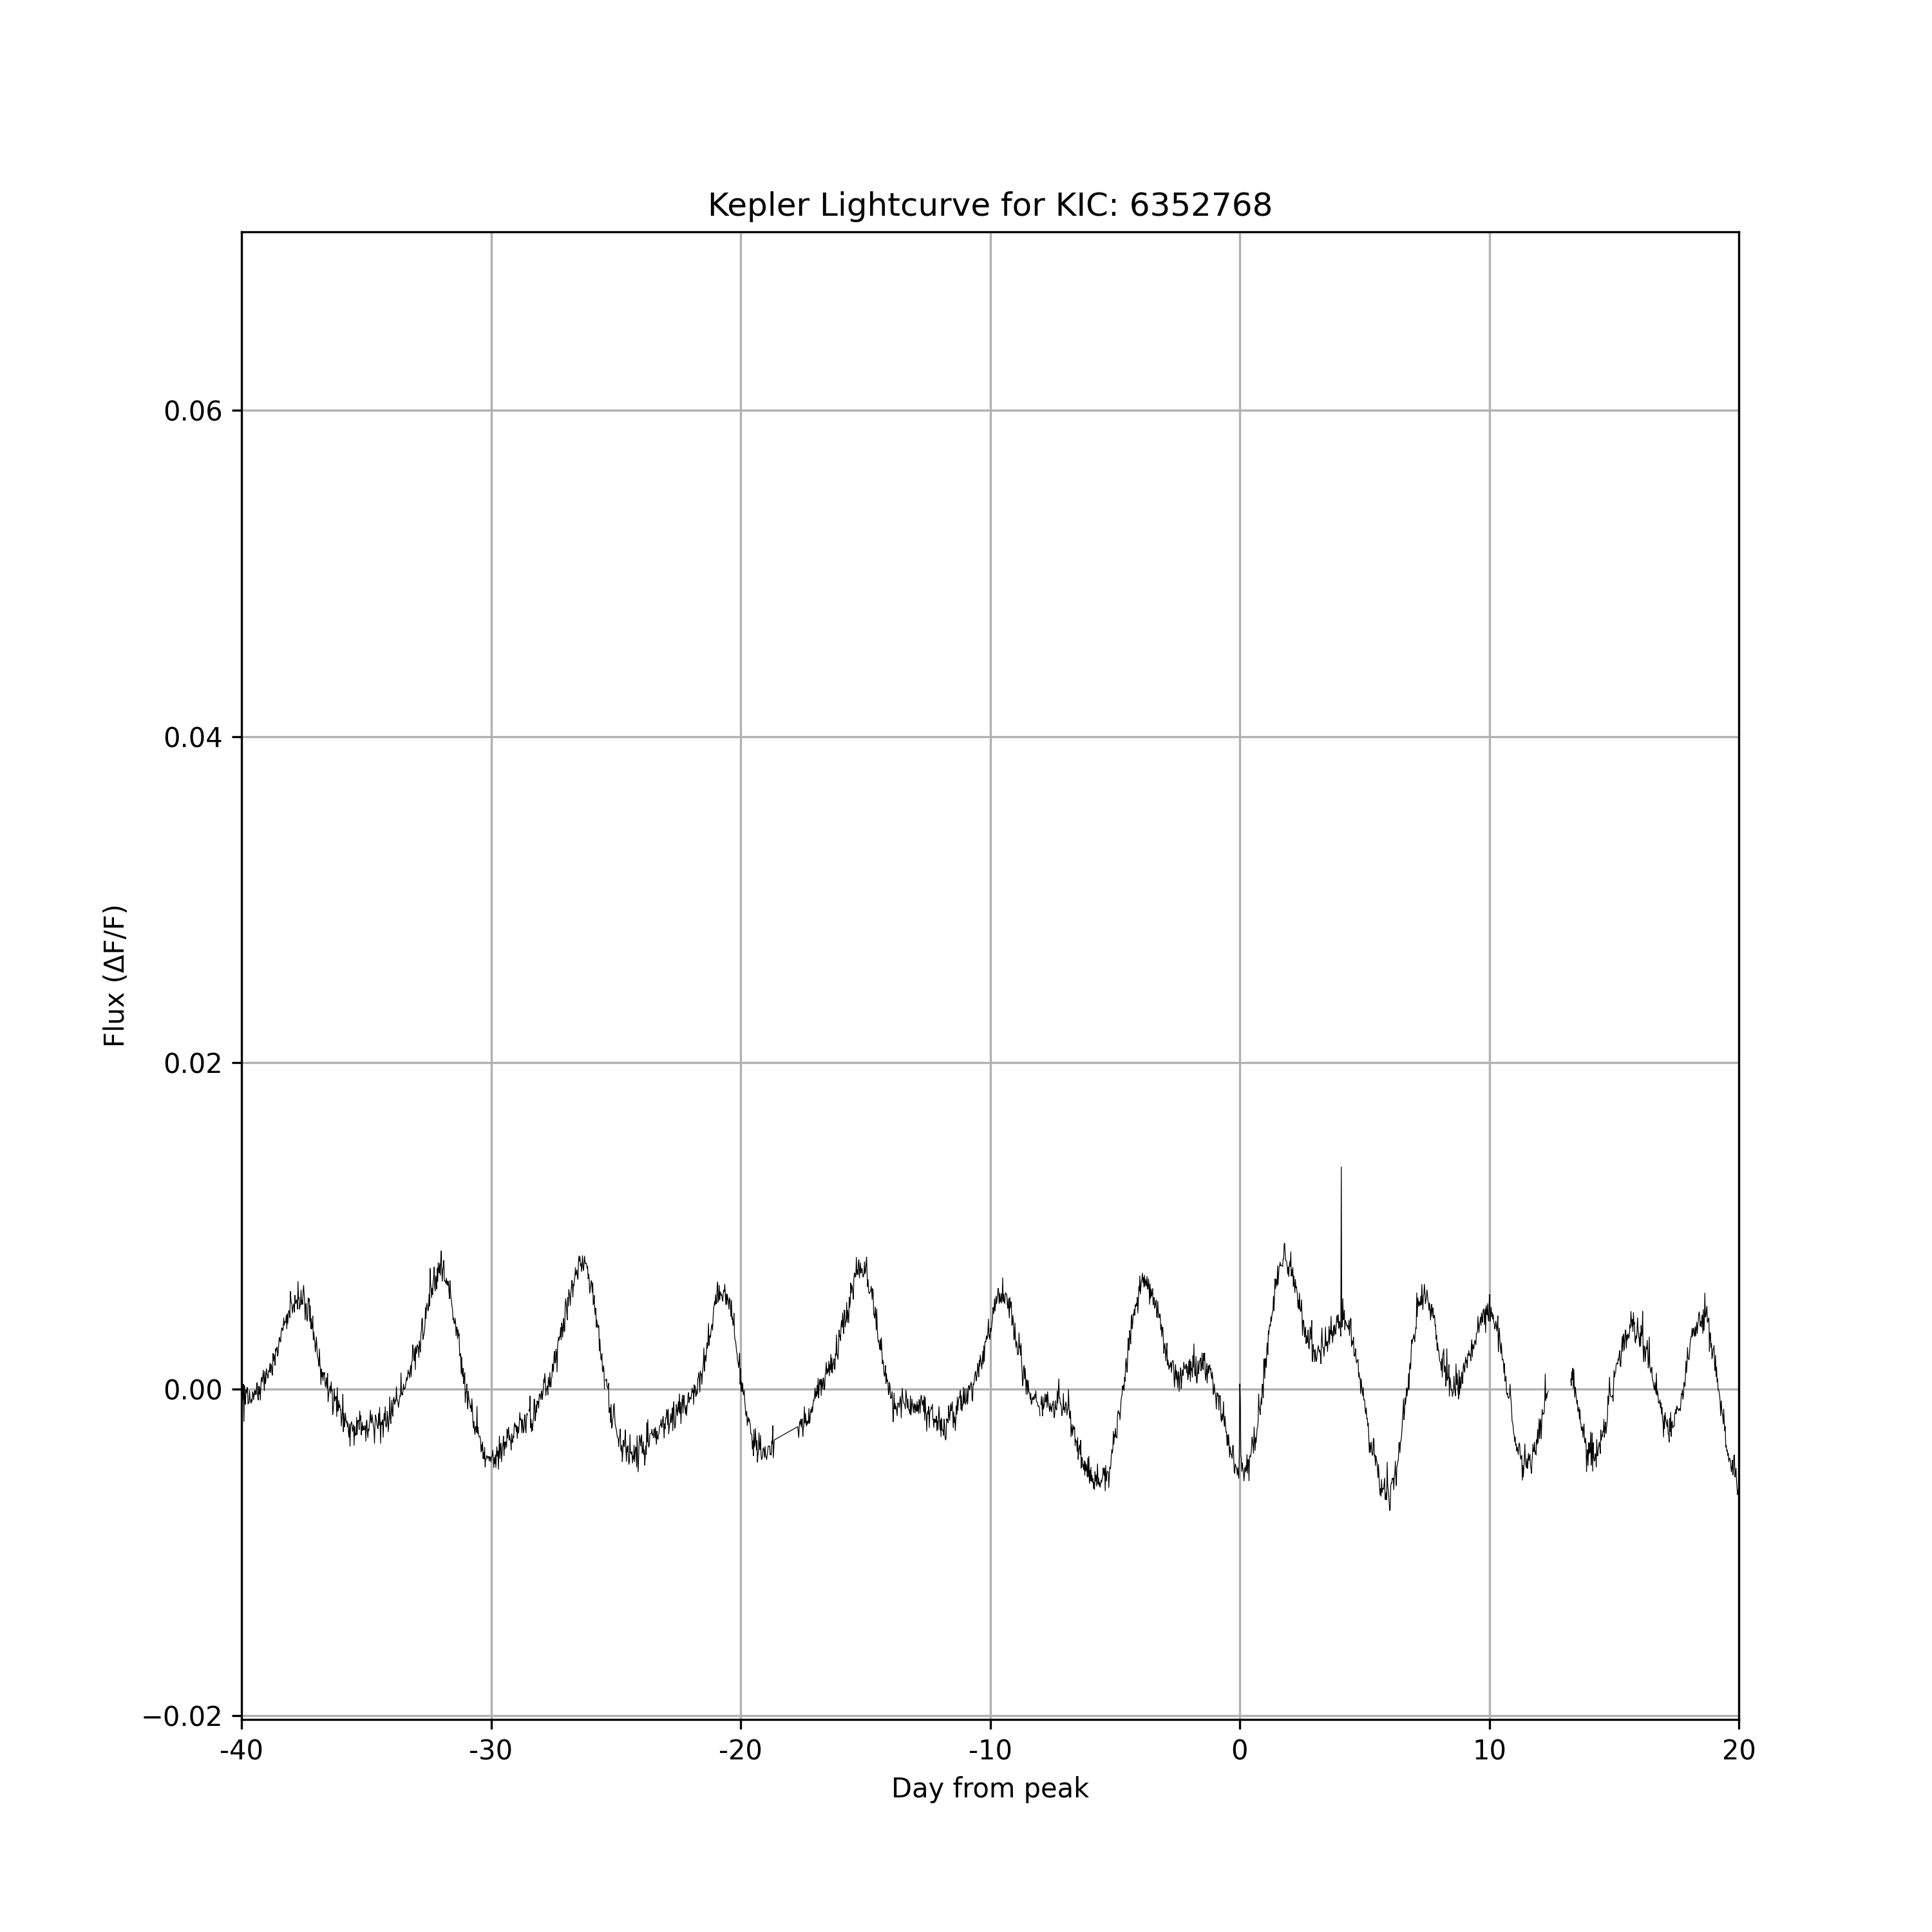 Kepler Lightcurve for KIC: 6352768
0.06
0.04
0.02
0.00
−0.02
Flux (ΔF/F)
-40 -30 -20 -10 0 10 20
Day from peak